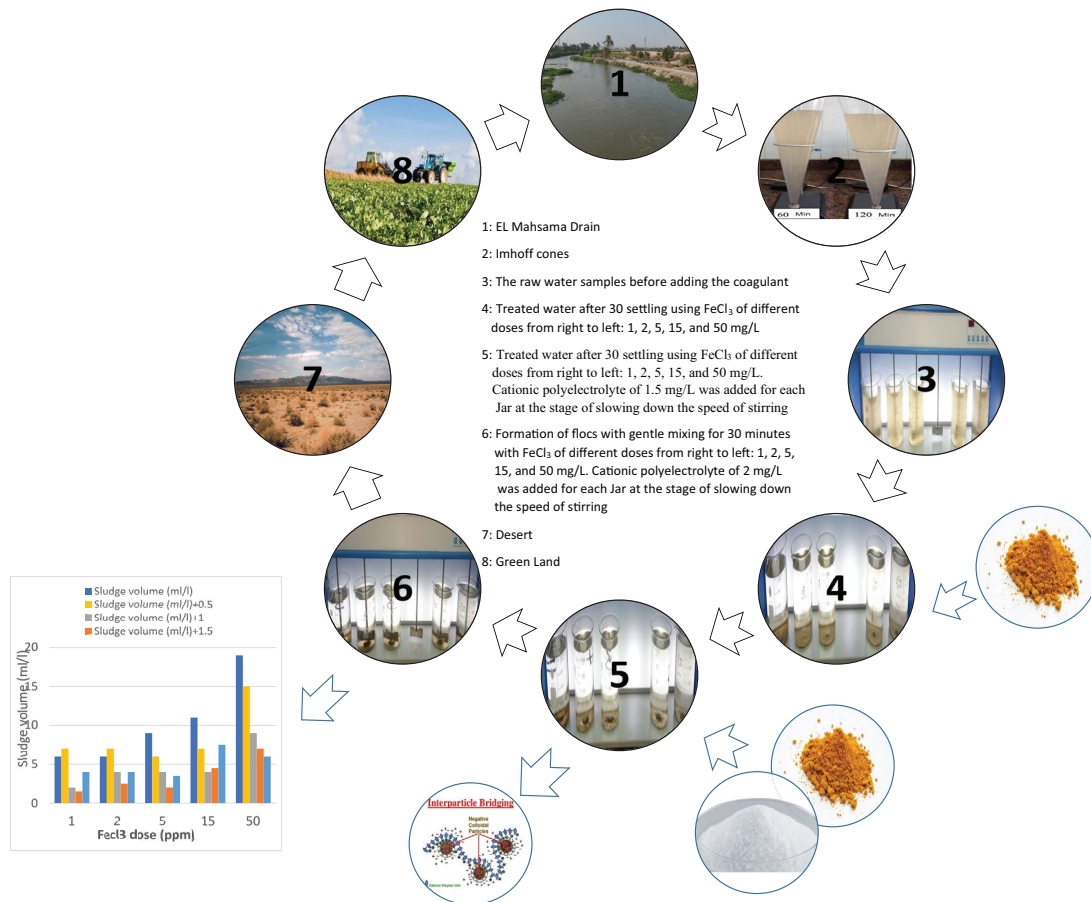 1
2
60 Min
120 Min
3
4
5
6
7
8
1: EL Mahsama Drain
2: Imhoff cones
3: The raw water samples before adding the coagulant
4: Treated water after 30 settling using FeCl₃ of different
doses from right to left: 1, 2, 5, 15, and 50 mg/L
5: Treated water after 30 settling using FeCl₃ of different
doses from right to left: 1, 2, 5, 15, and 50 mg/L.
Cationic polyelectrolyte of 1.5 mg/L was added for each
Jar at the stage of slowing down the speed of stirring
6: Formation of flocs with gentle mixing for 30 minutes
with FeCl₃ of different doses from right to left: 1, 2, 5,
15, and 50 mg/L. Cationic polyelectrolyte of 2 mg/L
was added for each Jar at the stage of slowing down
the speed of stirring
7: Desert
8: Green Land
Sludge volume (ml/l)
Sludge volume (ml/l)+0.5
Sludge volume (ml/l)+1
Sludge volume (ml/l)+1.5
Sludge volume (ml/l)
20
15
10
5
0
1 2 5 15 50
Fecl3 dose (ppm)
Interparticle Bridging
Negative
Colloidal
Particles
Cationic Polymer Unit